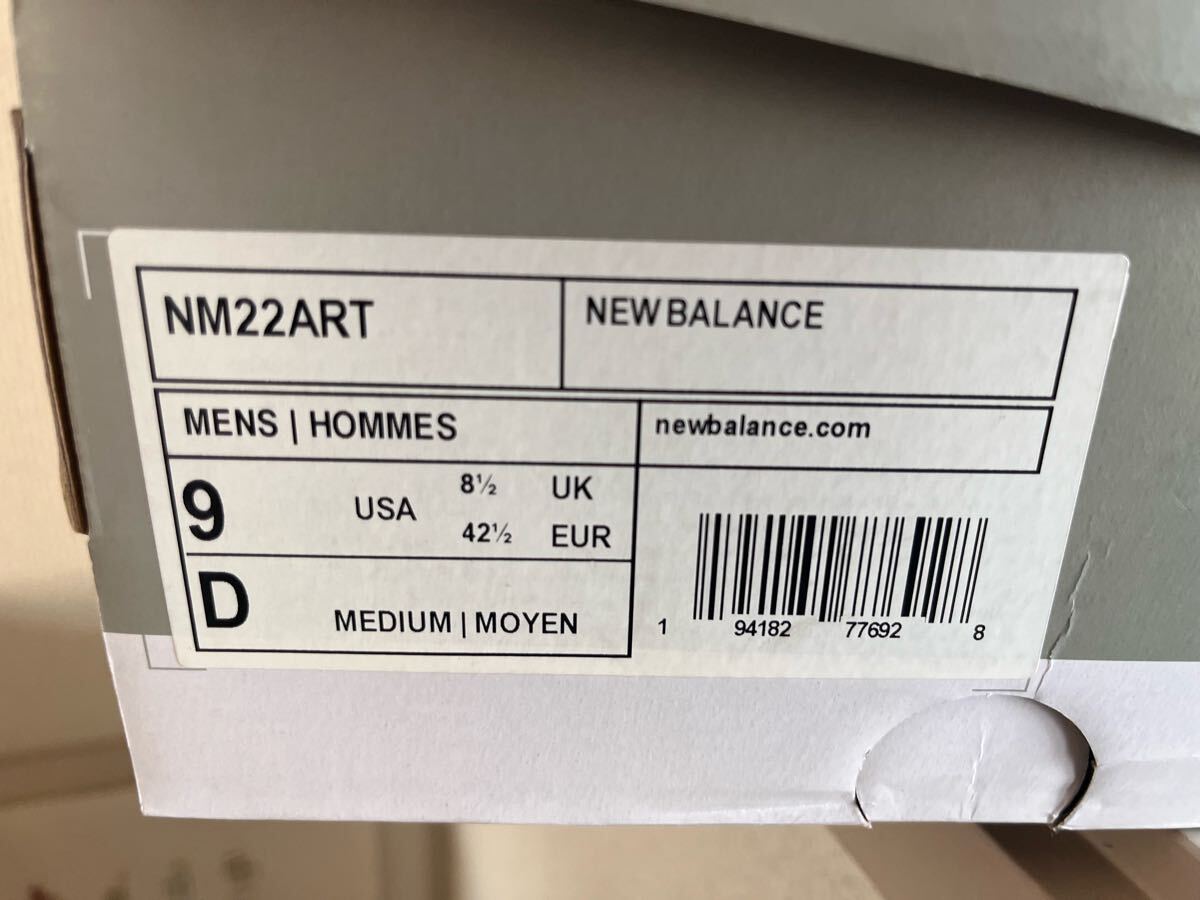 NM22ART
NEW BALANCE
MENS | HOMMES
newbalance.com
9 USA 8½ UK
42½ EUR
D MEDIUM | MOYEN
1 94182 77692 8